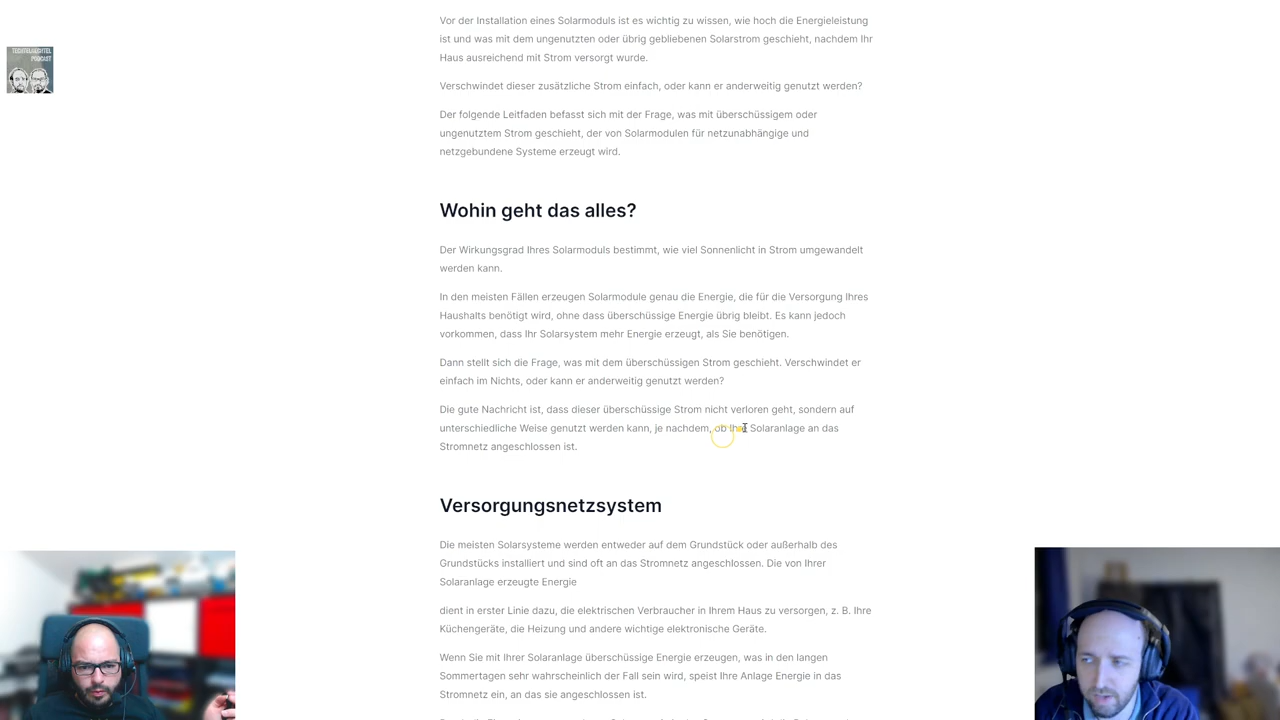 TECHTELMECHTEL
PODCAST
Vor der Installation eines Solarmoduls ist es wichtig zu wissen, wie hoch die Energieleistung
ist und was mit dem ungenutzten oder übrig gebliebenen Solarstrom geschieht, nachdem Ihr
Haus ausreichend mit Strom versorgt wurde.
Verschwindet dieser zusätzliche Strom einfach, oder kann er anderweitig genutzt werden?
Der folgende Leitfaden befasst sich mit der Frage, was mit überschüssigem oder
ungenutztem Strom geschieht, der von Solarmodulen für netzunabhängige und
netzgebundene Systeme erzeugt wird.
Wohin geht das alles?
Der Wirkungsgrad Ihres Solarmoduls bestimmt, wie viel Sonnenlicht in Strom umgewandelt
werden kann.
In den meisten Fällen erzeugen Solarmodule genau die Energie, die für die Versorgung Ihres
Haushalts benötigt wird, ohne dass überschüssige Energie übrig bleibt. Es kann jedoch
vorkommen, dass Ihr Solarsystem mehr Energie erzeugt, als Sie benötigen.
Dann stellt sich die Frage, was mit dem überschüssigen Strom geschieht. Verschwindet er
einfach im Nichts, oder kann er anderweitig genutzt werden?
Die gute Nachricht ist, dass dieser überschüssige Strom nicht verloren geht, sondern auf
unterschiedliche Weise genutzt werden kann, je nachdem, Solaranlage an das
Stromnetz angeschlossen ist.
Versorgungsnetzsystem
Die meisten Solarsysteme werden entweder auf dem Grundstück oder außerhalb des
Grundstücks installiert und sind oft an das Stromnetz angeschlossen. Die von Ihrer
Solaranlage erzeugte Energie
dient in erster Linie dazu, die elektrischen Verbraucher in Ihrem Haus zu versorgen, z. B. Ihre
Küchengeräte, die Heizung und andere wichtige elektronische Geräte.
Wenn Sie mit Ihrer Solaranlage überschüssige Energie erzeugen, was in den langen
Sommertagen sehr wahrscheinlich der Fall sein wird, speist Ihre Anlage Energie in das
Stromnetz ein, an das sie angeschlossen ist.